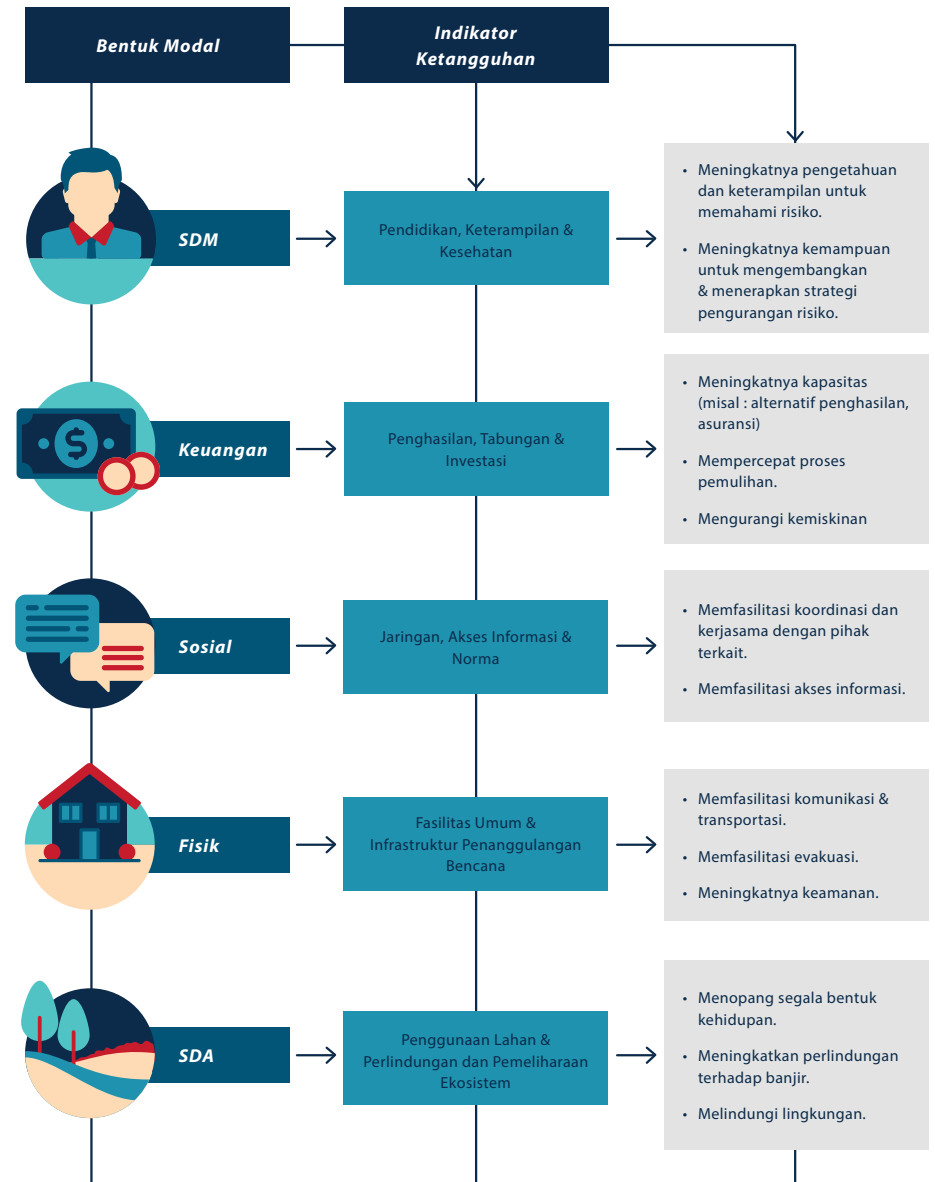 Bentuk Modal
Indikator
Ketangguhan
SDM
Pendidikan, Keterampilan &
Kesehatan
• Meningkatnya pengetahuan
dan keterampilan untuk
memahami risiko.
• Meningkatnya kemampuan
untuk mengembangkan
& menerapkan strategi
pengurangan risiko.
Keuangan
Penghasilan, Tabungan &
Investasi
• Meningkatnya kapasitas
(misal : alternatif penghasilan,
asuransi)
• Mempercepat proses
pemulihan.
• Mengurangi kemiskinan
Sosial
Jaringan, Akses Informasi &
Norma
• Memfasilitasi koordinasi dan
kerjasama dengan pihak
terkait.
• Memfasilitasi akses informasi.
Fisik
Fasilitas Umum &
Infrastruktur Penanggulangan
Bencana
• Memfasilitasi komunikasi &
transportasi.
• Memfasilitasi evakuasi.
• Meningkatnya keamanan.
SDA
Penggunaan Lahan &
Perlindungan dan Pemeliharaan
Ekosistem
• Menopang segala bentuk
kehidupan.
• Meningkatkan perlindungan
terhadap banjir.
• Melindungi lingkungan.